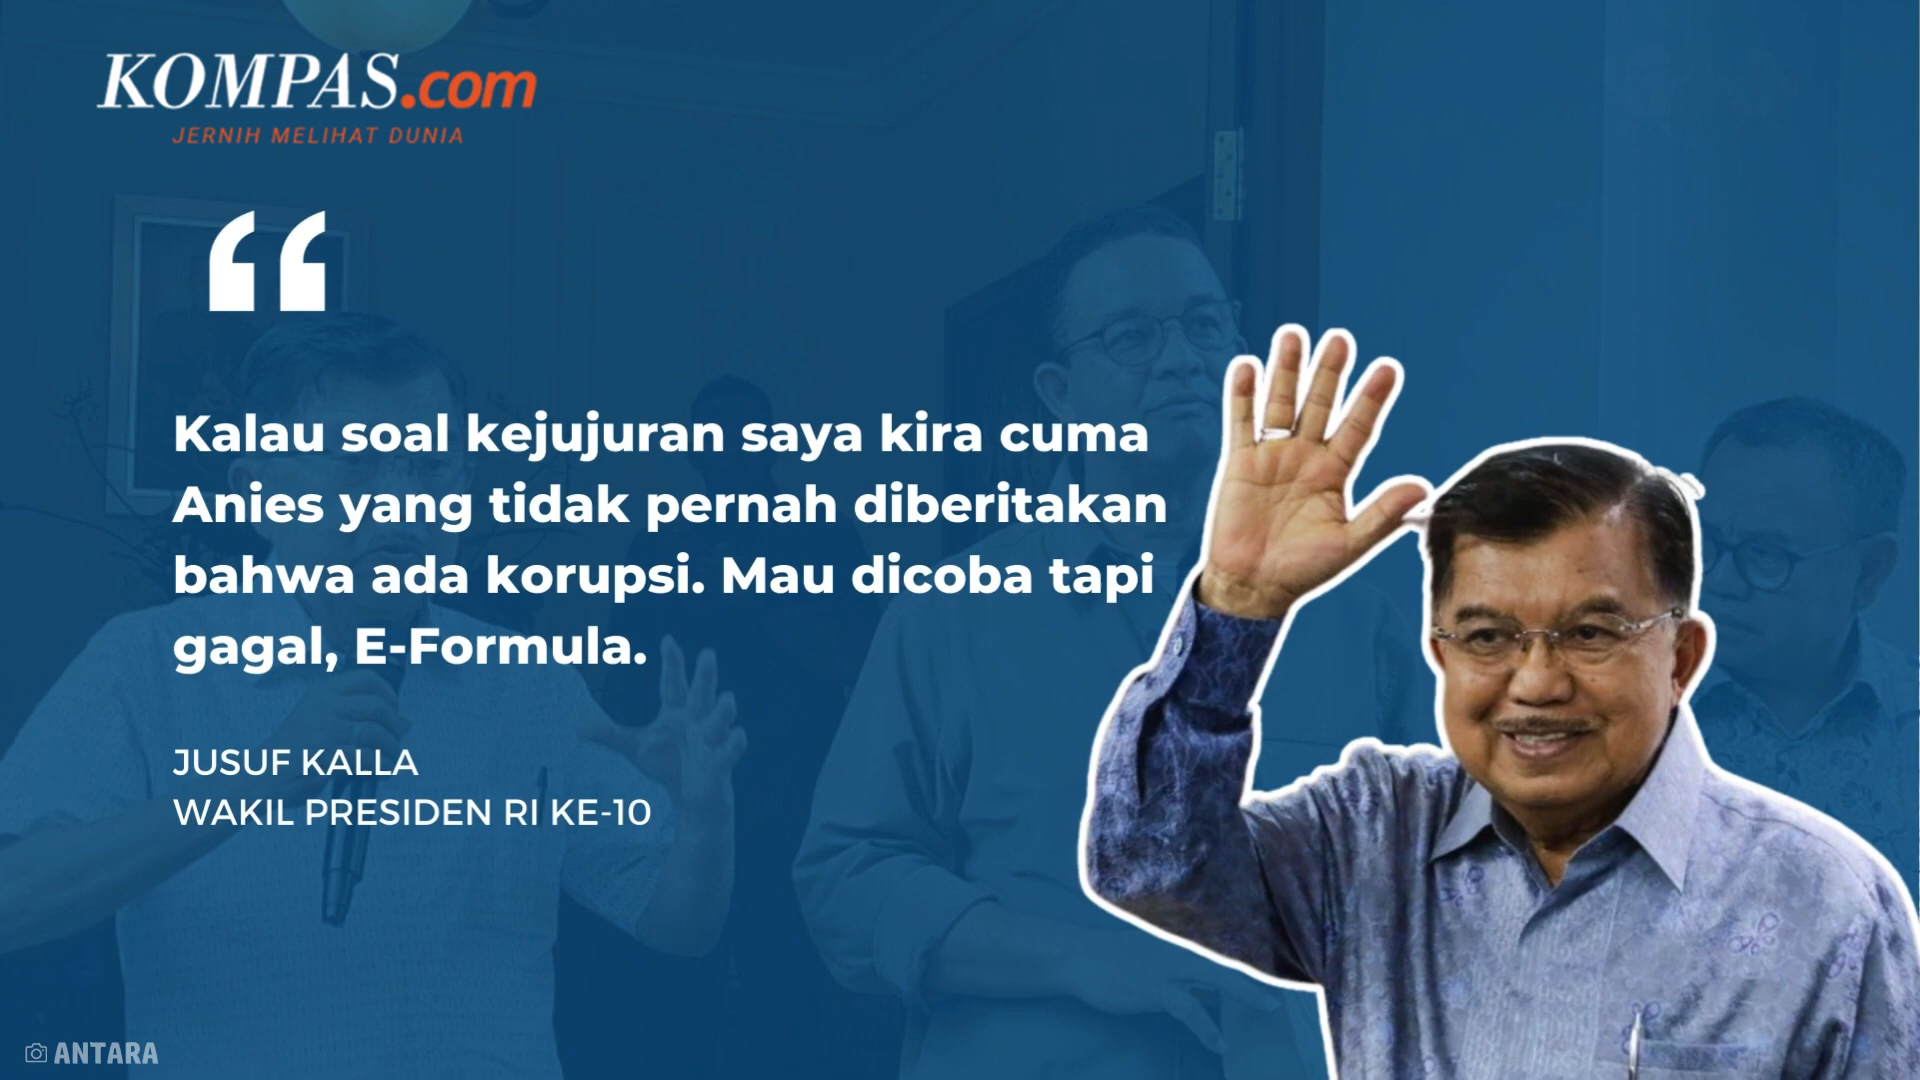 KOMPAS.com
JERNIH MELIHAT DUNIA
“
Kalau soal kejujuran saya kira cuma
Anies yang tidak pernah diberitakan
bahwa ada korupsi. Mau dicoba tapi
gagal, E-Formula.
JUSUF KALLA
WAKIL PRESIDEN RI KE-10
ANTARA